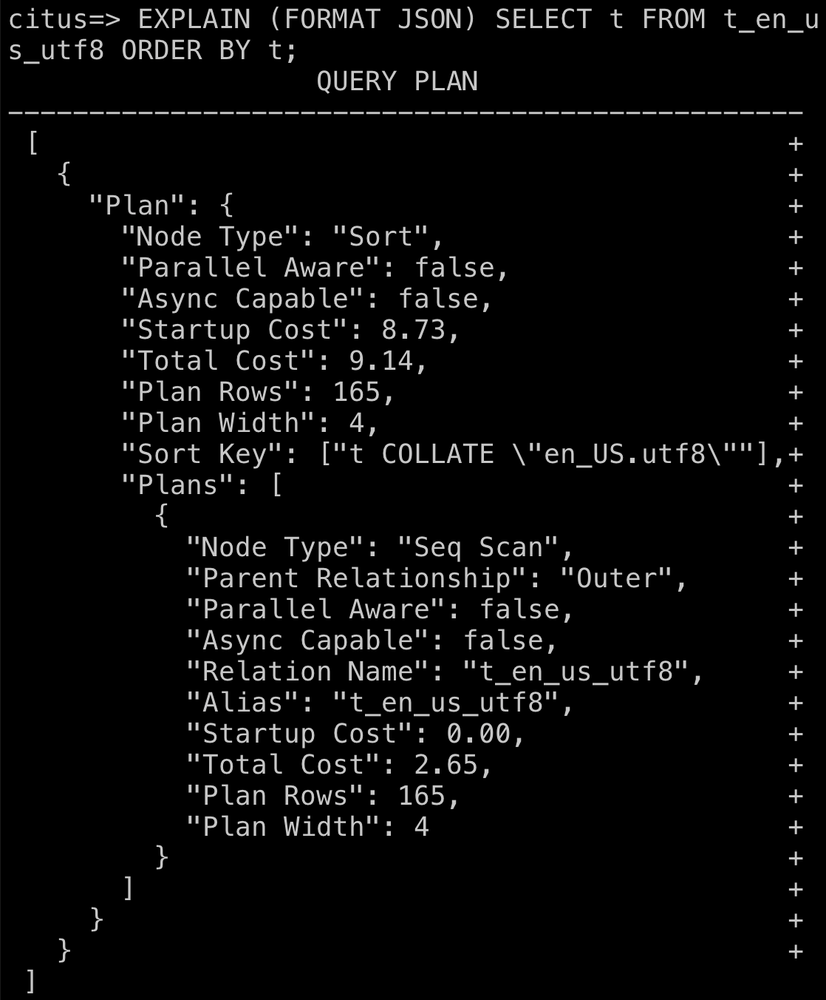 citus=> EXPLAIN (FORMAT JSON) SELECT t FROM t_en_u
s_utf8 ORDER BY t;
                   QUERY PLAN
-------------------------------------------------
 [                                               +
   {                                             +
     "Plan": {                                   +
       "Node Type": "Sort",                      +
       "Parallel Aware": false,                  +
       "Async Capable": false,                   +
       "Startup Cost": 8.73,                     +
       "Total Cost": 9.14,                       +
       "Plan Rows": 165,                         +
       "Plan Width": 4,                          +
       "Sort Key": ["t COLLATE \"en_US.utf8\""],+
       "Plans": [                                +
         {                                       +
           "Node Type": "Seq Scan",              +
           "Parent Relationship": "Outer",       +
           "Parallel Aware": false,              +
           "Async Capable": false,               +
           "Relation Name": "t_en_us_utf8",      +
           "Alias": "t_en_us_utf8",              +
           "Startup Cost": 0.00,                 +
           "Total Cost": 2.65,                   +
           "Plan Rows": 165,                     +
           "Plan Width": 4                       +
         }                                       +
       ]                                         +
     }                                           +
   }                                             +
 ]